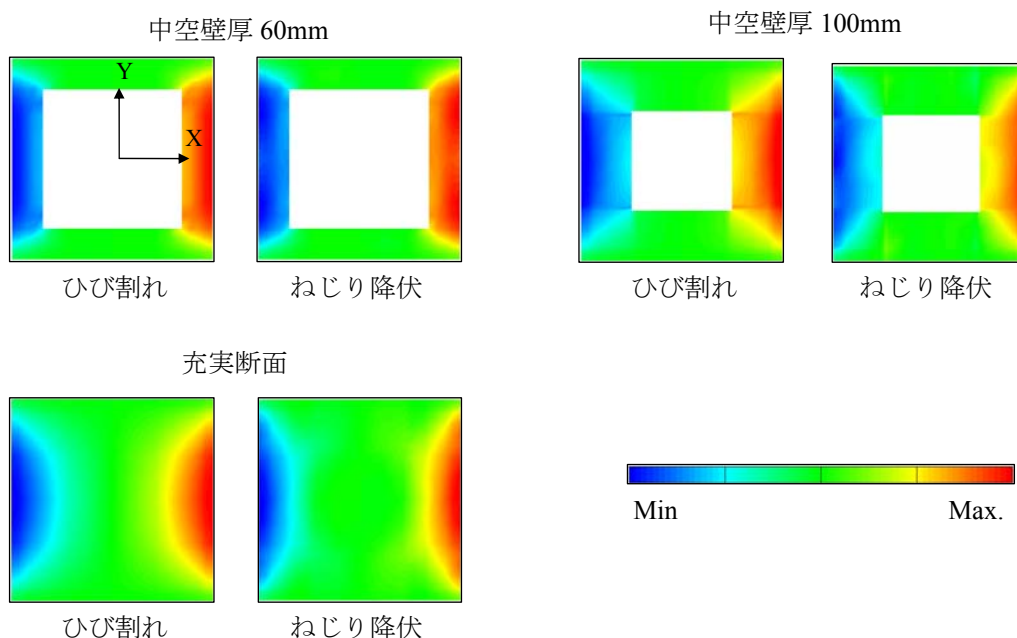 中空壁厚 60mm
中空壁厚 100mm
Y
X
ひび割れ
ねじり降伏
ひび割れ
ねじり降伏
充実断面
Min
Max.
ひび割れ
ねじり降伏